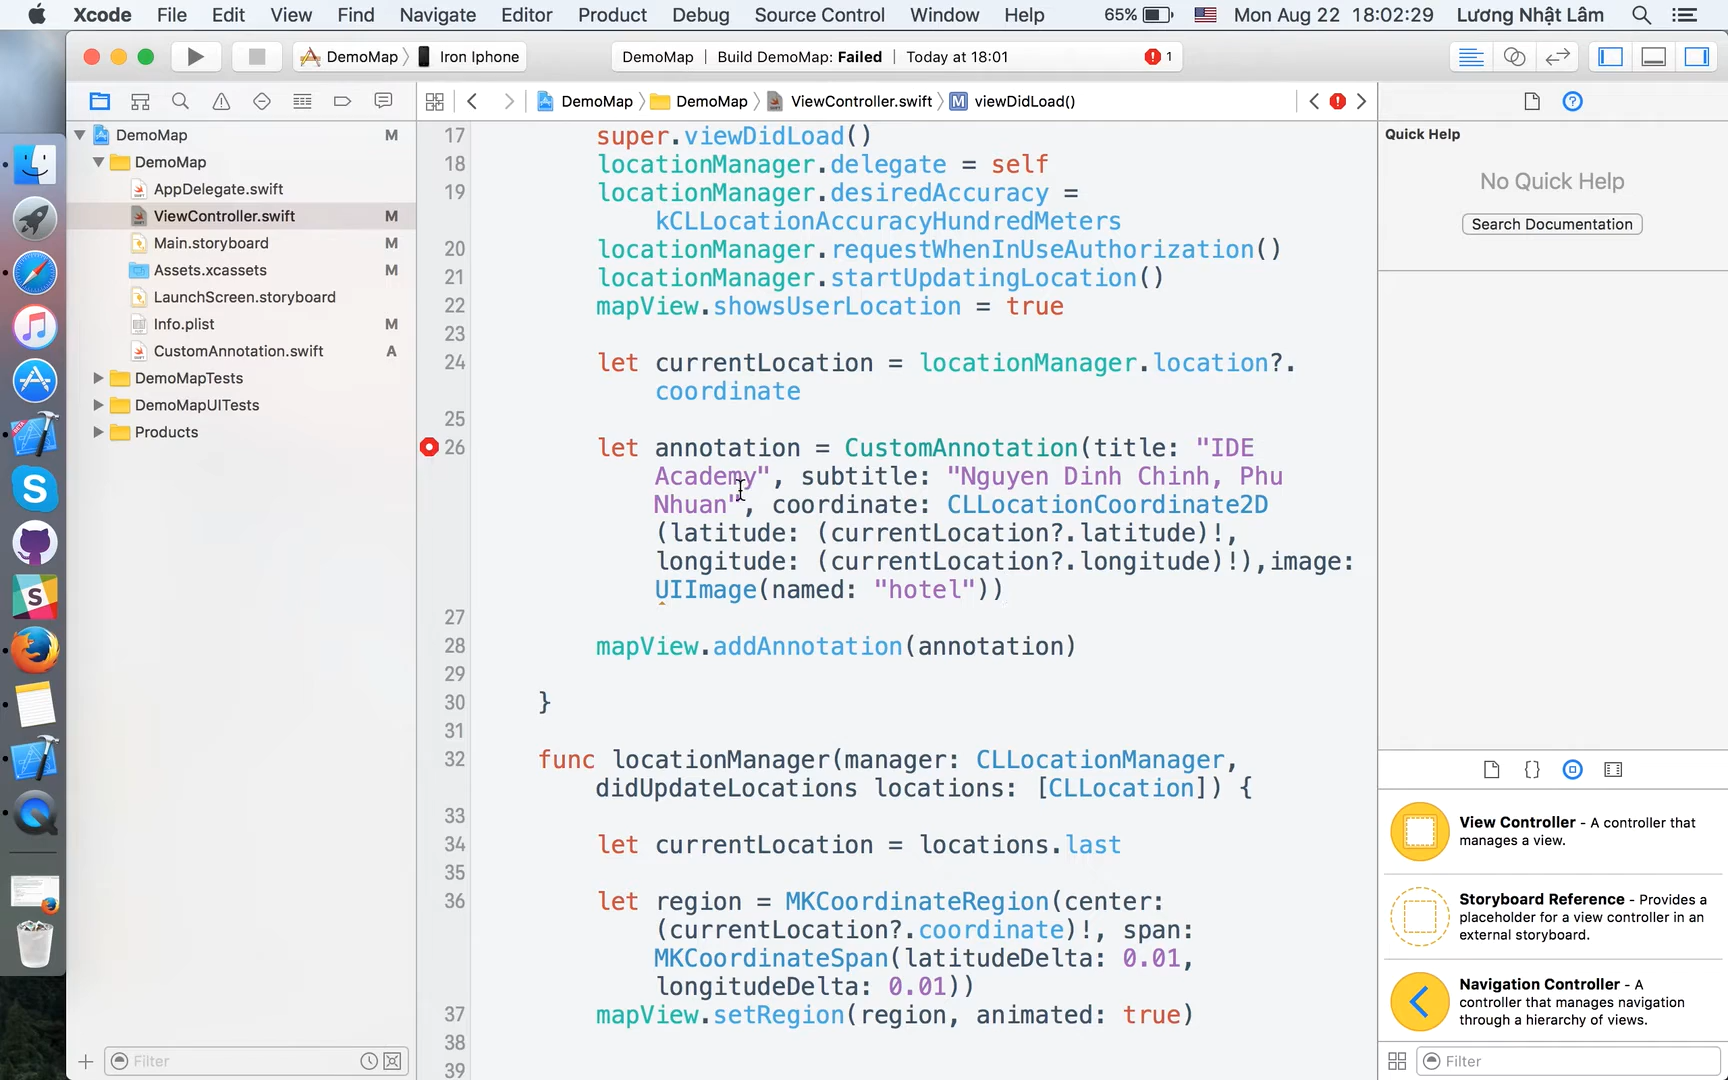 Xcode File Edit View Find Navigate Editor Product Debug Source Control Window Help 65% Mon Aug 22 18:02:29 Lương Nhật Lâm
DemoMap Iron Iphone DemoMap Build DemoMap: Failed Today at 18:01 1
DemoMap DemoMap ViewController.swift M viewDidLoad()
DemoMap M
DemoMap
AppDelegate.swift
ViewController.swift M
Main.storyboard M
Assets.xcassets M
LaunchScreen.storyboard
Info.plist M
CustomAnnotation.swift A
DemoMapTests
DemoMapUITests
Products
Filter
17 super.viewDidLoad()
18 locationManager.delegate = self
19 locationManager.desiredAccuracy =
kCLLocationAccuracyHundredMeters
20 locationManager.requestWhenInUseAuthorization()
21 locationManager.startUpdatingLocation()
22 mapView.showsUserLocation = true
23
24 let currentLocation = locationManager.location?.
coordinate
25
26 let annotation = CustomAnnotation(title: "IDE
Academy", subtitle: "Nguyen Dinh Chinh, Phu
Nhuan", coordinate: CLLocationCoordinate2D
(latitude: (currentLocation?.latitude)!,
longitude: (currentLocation?.longitude)!),image:
UIImage(named: "hotel"))
27
28 mapView.addAnnotation(annotation)
29
30 }
31
32 func locationManager(manager: CLLocationManager,
didUpdateLocations locations: [CLLocation]) {
33
34 let currentLocation = locations.last
35
36 let region = MKCoordinateRegion(center:
(currentLocation?.coordinate)!, span:
MKCoordinateSpan(latitudeDelta: 0.01,
longitudeDelta: 0.01))
37 mapView.setRegion(region, animated: true)
38
39
Quick Help
No Quick Help
Search Documentation
{}
View Controller - A controller that
manages a view.
Storyboard Reference - Provides a
placeholder for a view controller in an
external storyboard.
Navigation Controller - A
controller that manages navigation
through a hierarchy of views.
Filter